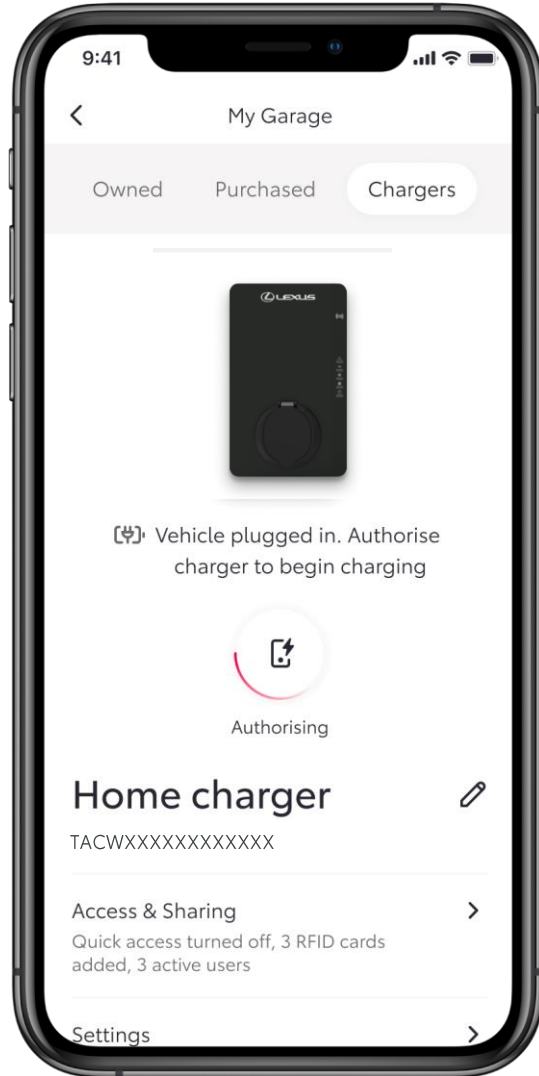 9:41
My Garage
Owned Purchased Chargers
LEXUS
Vehicle plugged in. Authorise
charger to begin charging
Authorising
Home charger
TACWXXXXXXXXXXXX
Access & Sharing
Quick access turned off, 3 RFID cards
added, 3 active users
Settings